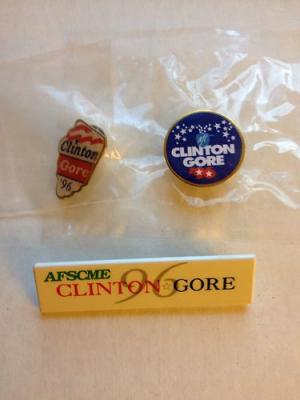 Clinton
Gore
'96
CLINTON
GORE
AFSCME
96
CLINTON GORE